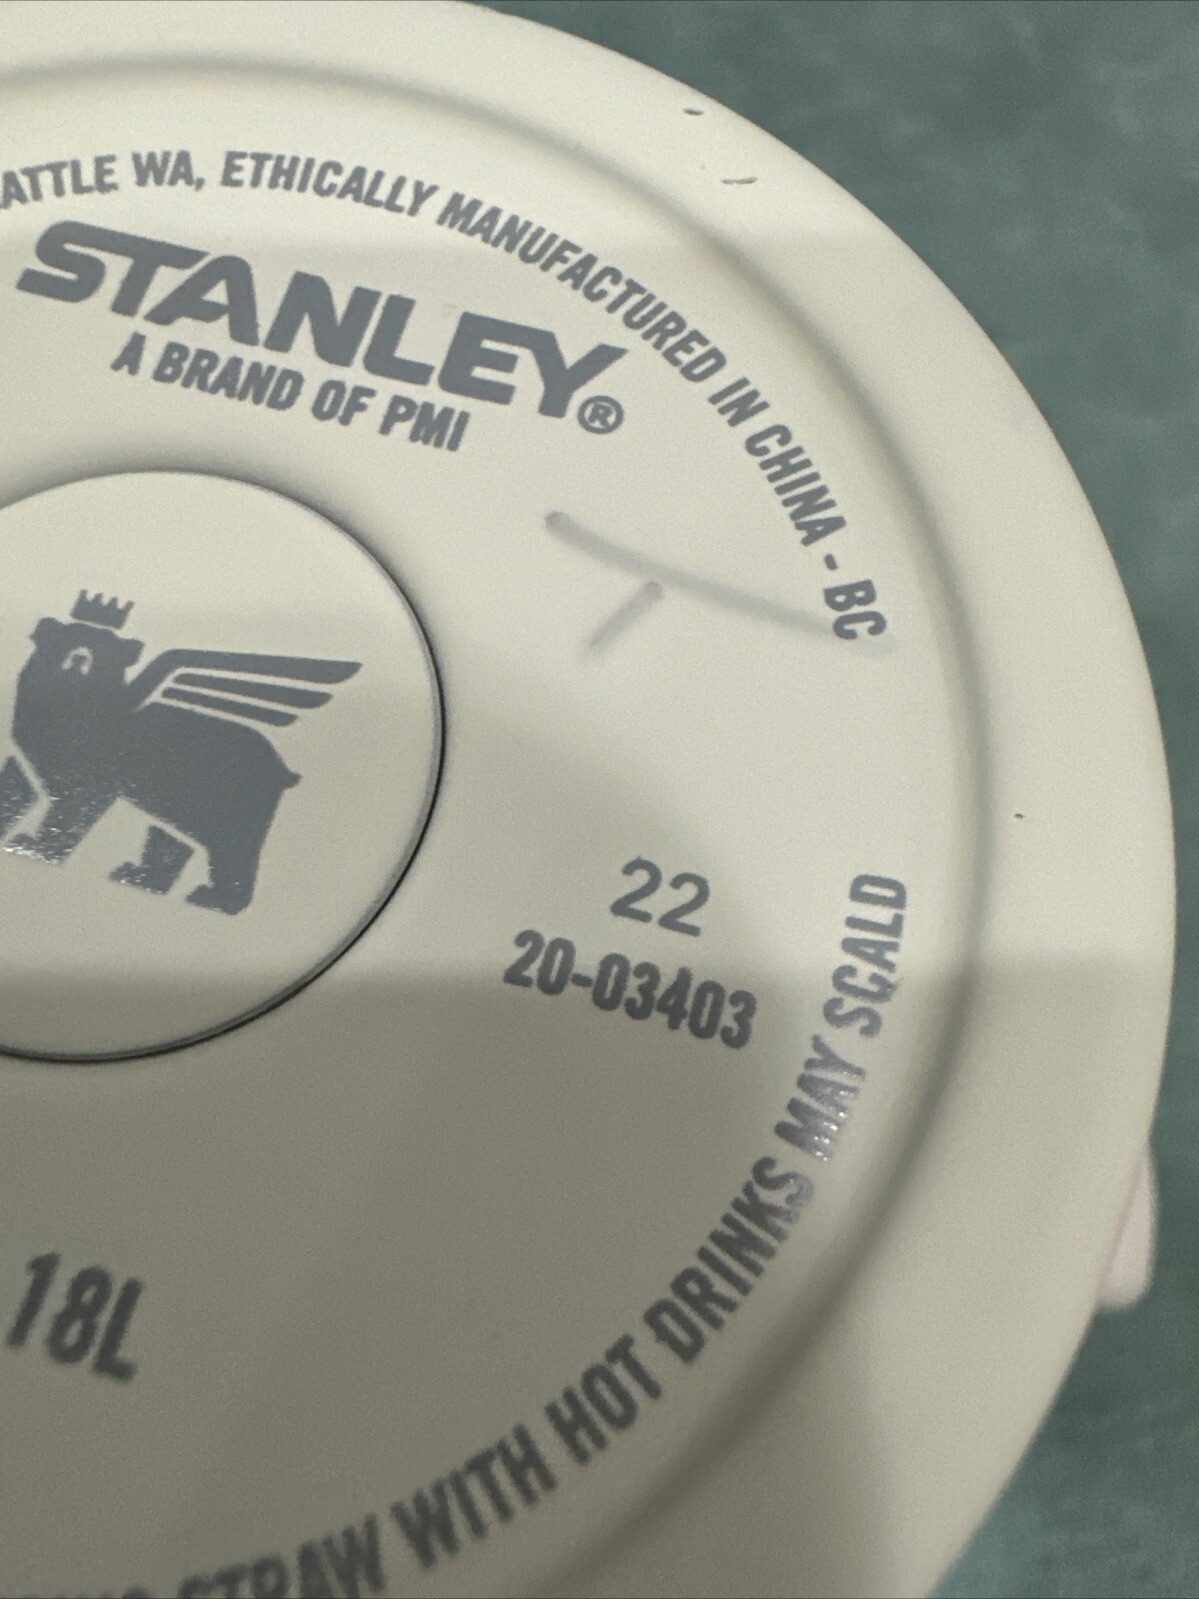 WA, ETHICALLY MANUFACTURED IN CHINA - BC
STANLEY®
A BRAND OF PMI
22
20-03403
18L
STRAW WITH HOT DRINKS MAY SCALD